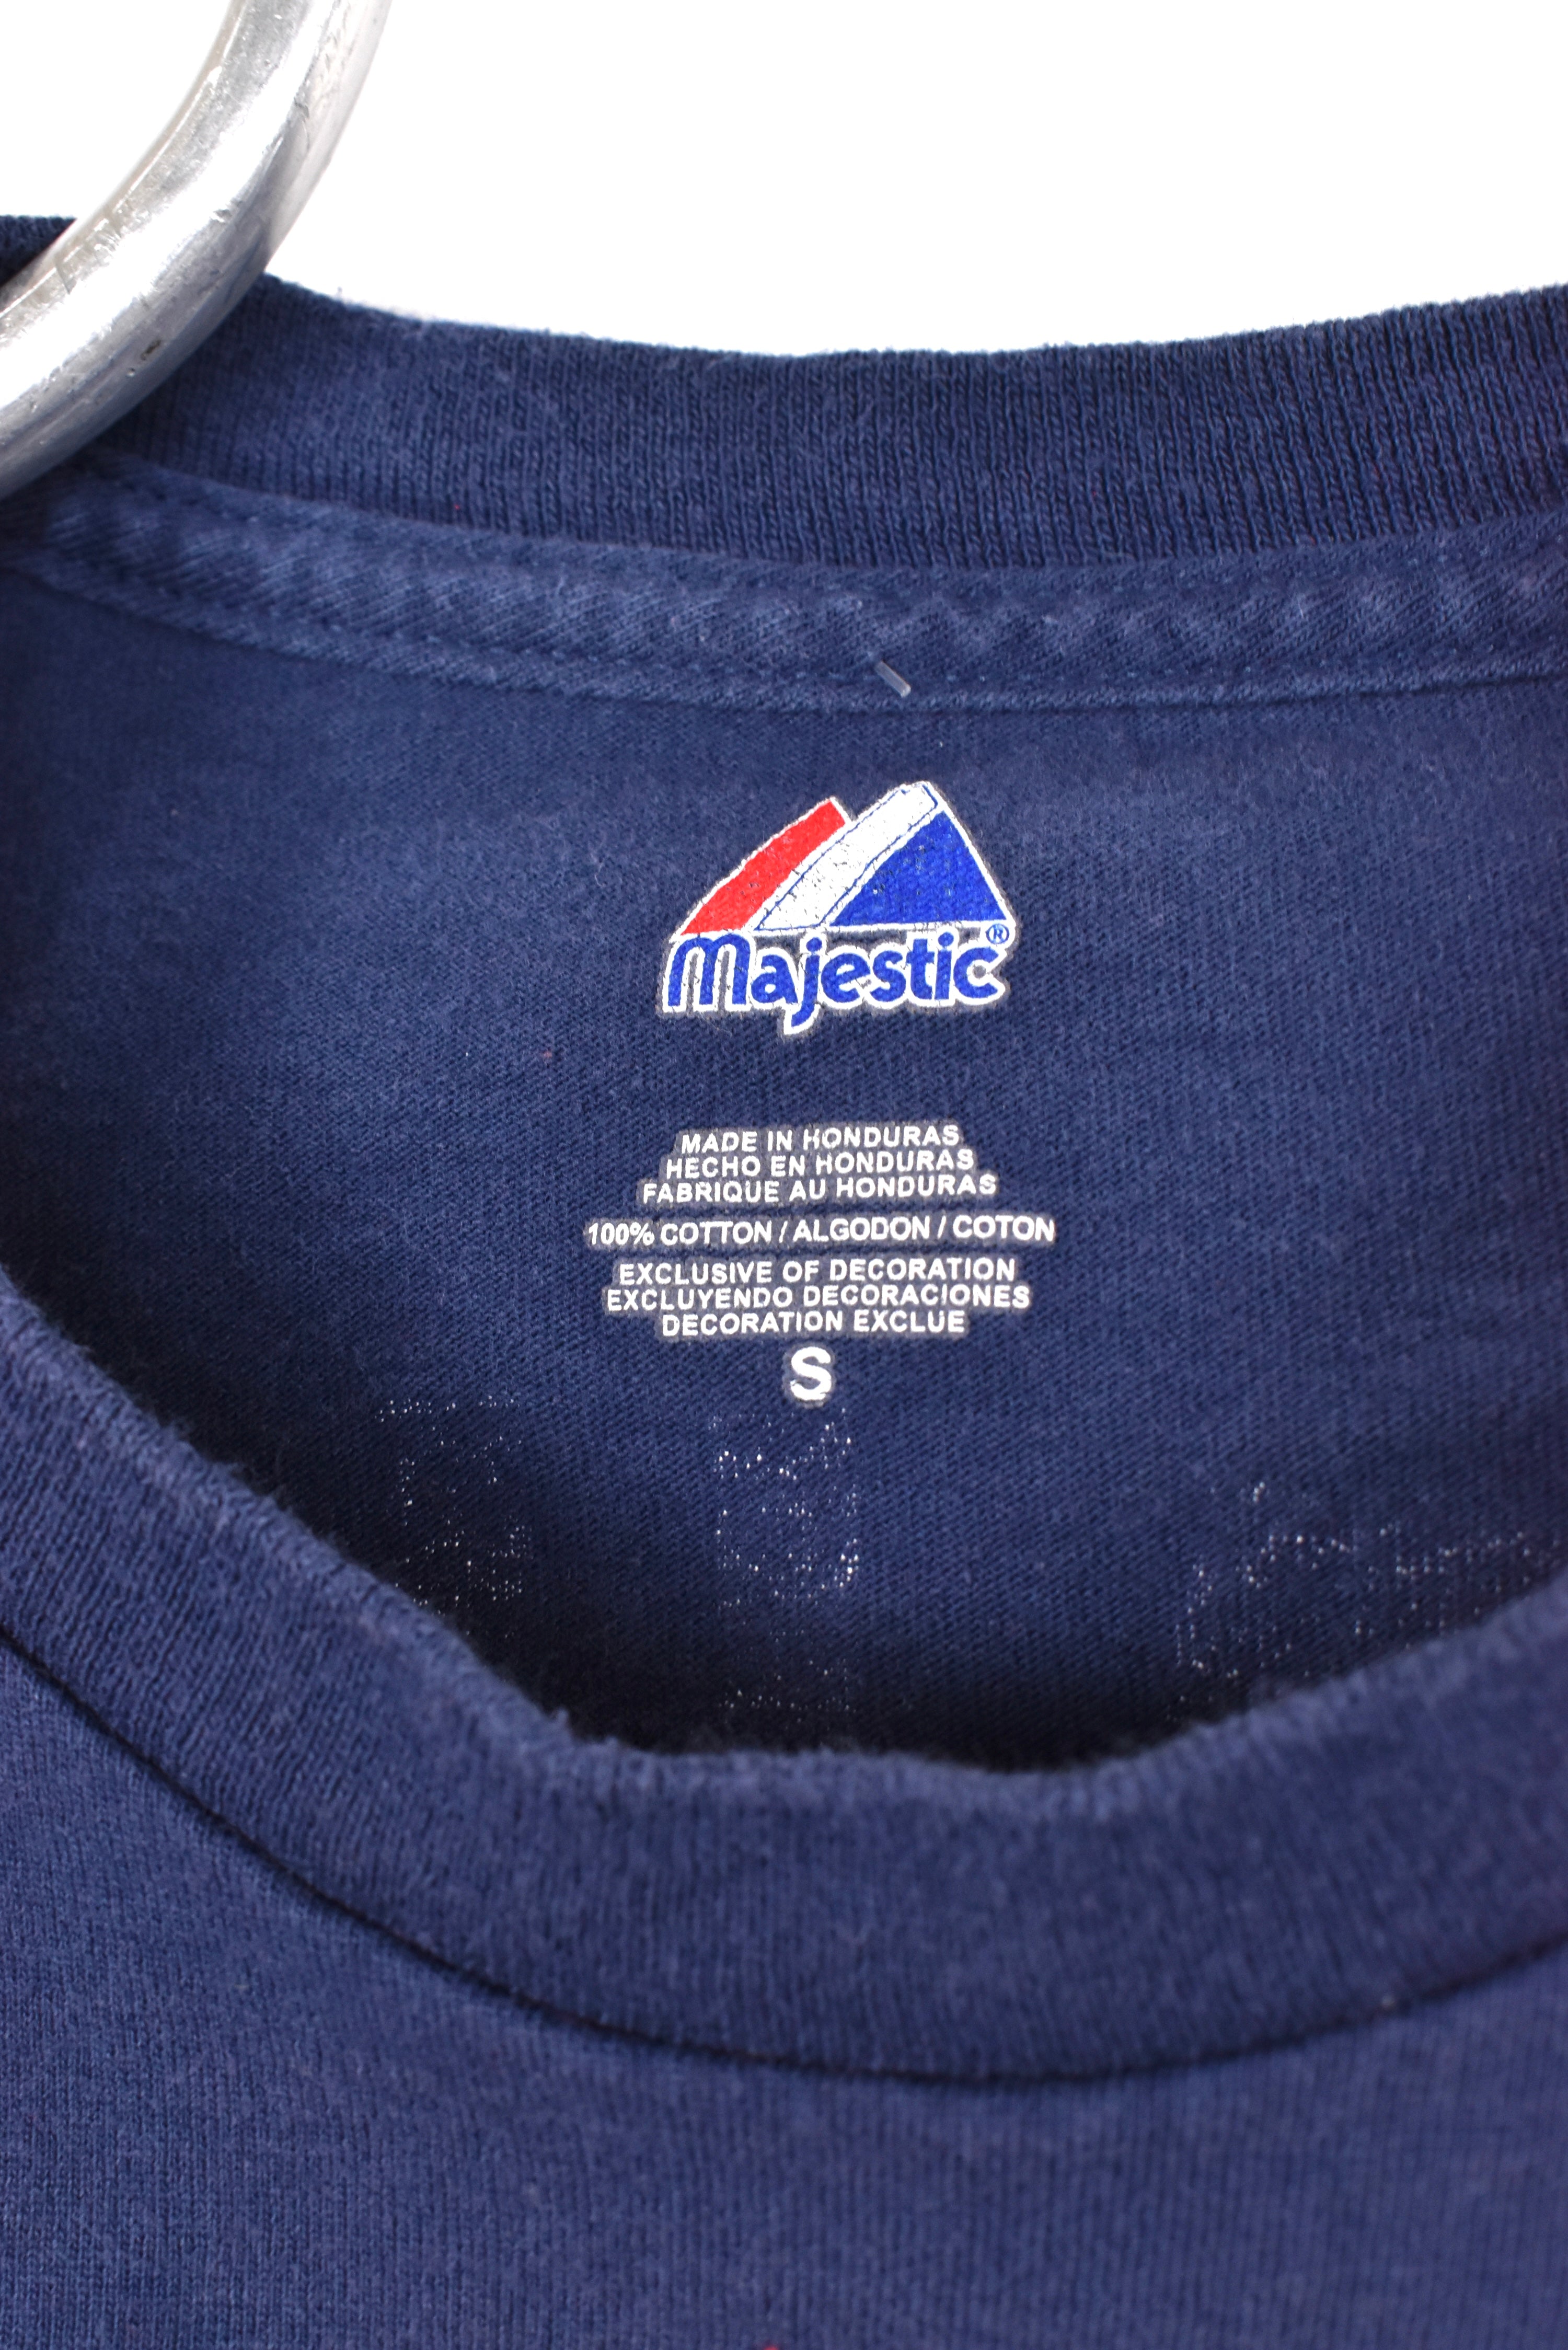 Majestic®
MADE IN HONDURAS
HECHO EN HONDURAS
FABRIQUE AU HONDURAS
100% COTTON / ALGODON / COTON
EXCLUSIVE OF DECORATION
EXCLUYENDO DECORACIONES
DECORATION EXCLUE
S